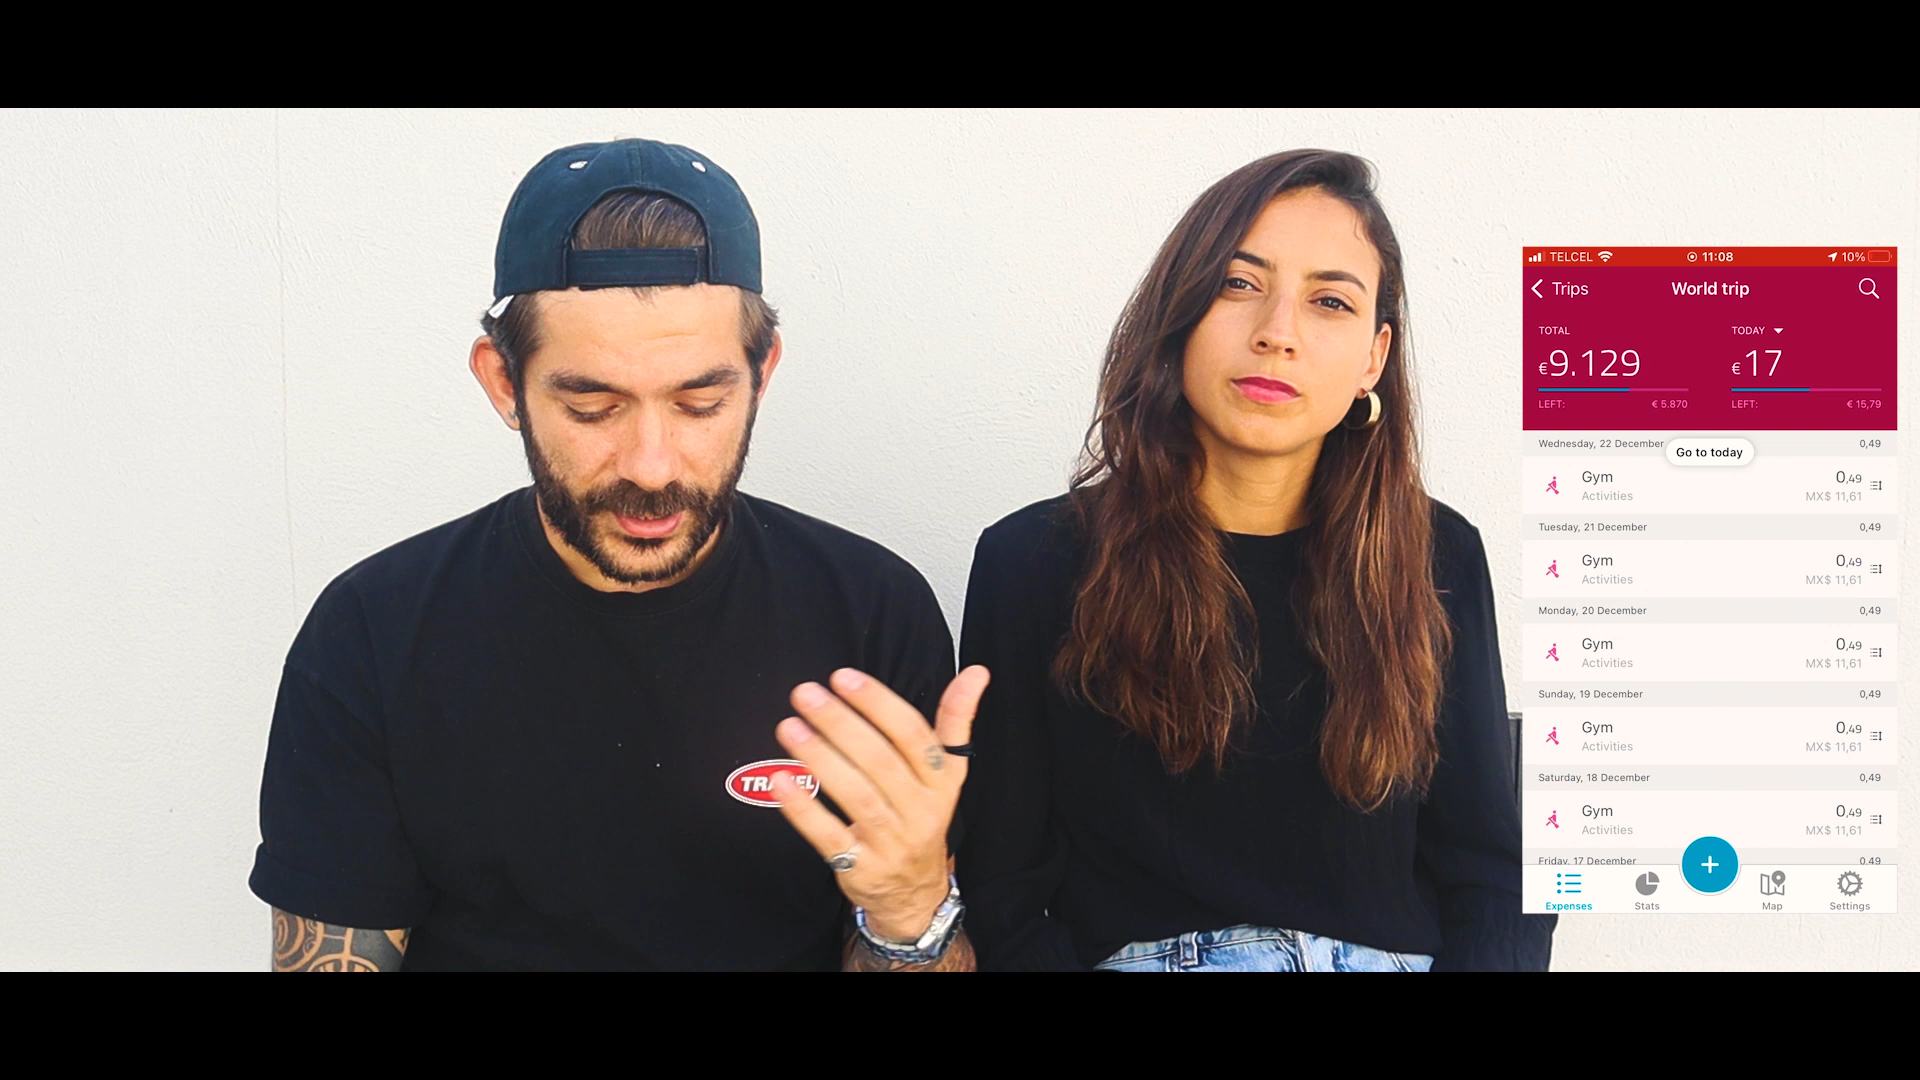 TRAVEL
TELCEL 11:08 10%
Trips World trip
TOTAL TODAY
€9.129 €17
LEFT: € 5.870 LEFT: € 15,79
Wednesday, 22 December 0,49
Go to today
Gym 0,49
Activities MX$ 11,61
Tuesday, 21 December 0,49
Gym 0,49
Activities MX$ 11,61
Monday, 20 December 0,49
Gym 0,49
Activities MX$ 11,61
Sunday, 19 December 0,49
Gym 0,49
Activities MX$ 11,61
Saturday, 18 December 0,49
Gym 0,49
Activities MX$ 11,61
Friday, 17 December 0,49
+
Expenses Stats Map Settings